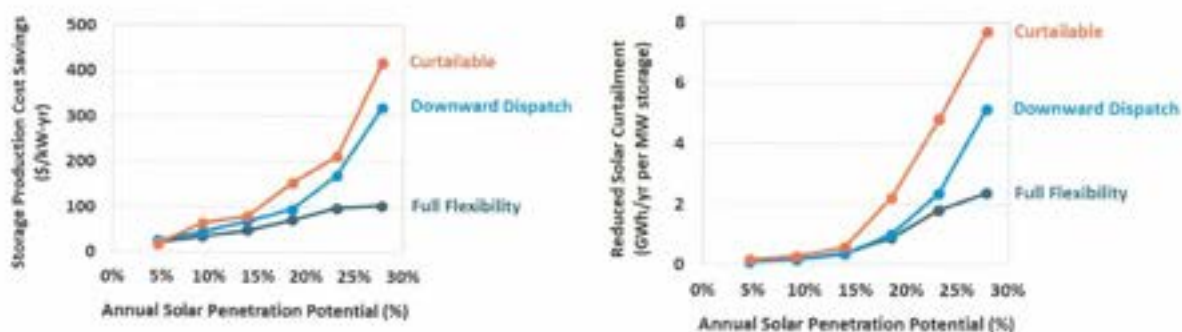 Storage Production Cost Savings
($/kW-yr)
500
400
300
200
100
0
0%
5%
10%
15%
20%
25%
30%
Annual Solar Penetration Potential (%)
Curtailable
Downward Dispatch
Full Flexibility
Reduced Solar Curtailment
(GWh/yr per MW storage)
8
6
4
2
0
0%
5%
10%
15%
20%
25%
30%
Annual Solar Penetration Potential (%)
Curtailable
Downward Dispatch
Full Flexibility